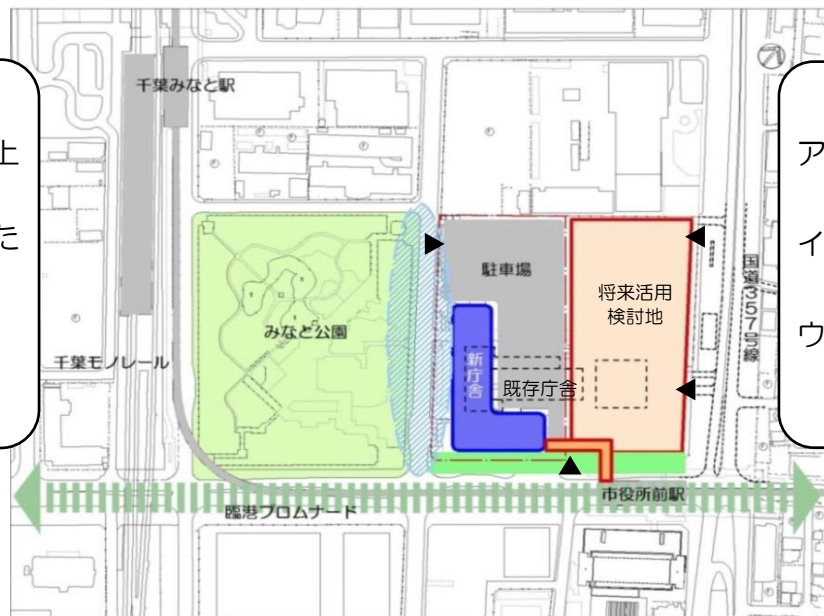 千葉みなと駅
上
た
ア
イ
ウ
駐車場
将来活用
検討地
国道357号線
みなと公園
新庁舎
既存庁舎
千葉モノレール
市役所前駅
臨港プロムナード